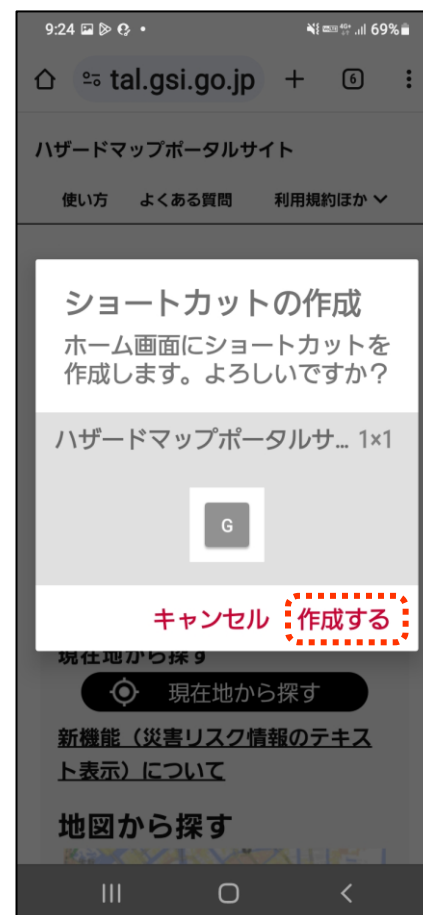 9:24
69%
tal.gsi.go.jp
6
ハザードマップポータルサイト
使い方 よくある質問 利用規約ほか
ショートカットの作成
ホーム画面にショートカットを
作成します。よろしいですか?
ハザードマップポータルサ... 1×1
G
キャンセル 作成する
現在地から探す
現在地から探す
新機能（災害リスク情報のテキス
ト表示）について
地図から探す